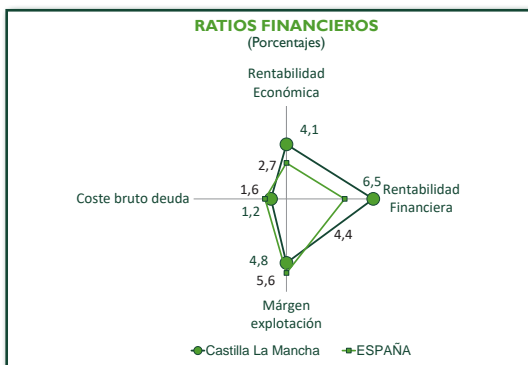 RATIOS FINANCIEROS
(Porcentajes)
Rentabilidad
Económica
4,1
2,7
6,5
Rentabilidad
Financiera
4,4
Coste bruto deuda
1,6
1,2
4,8
5,6
Márgen
explotación
Castilla La Mancha
ESPAÑA